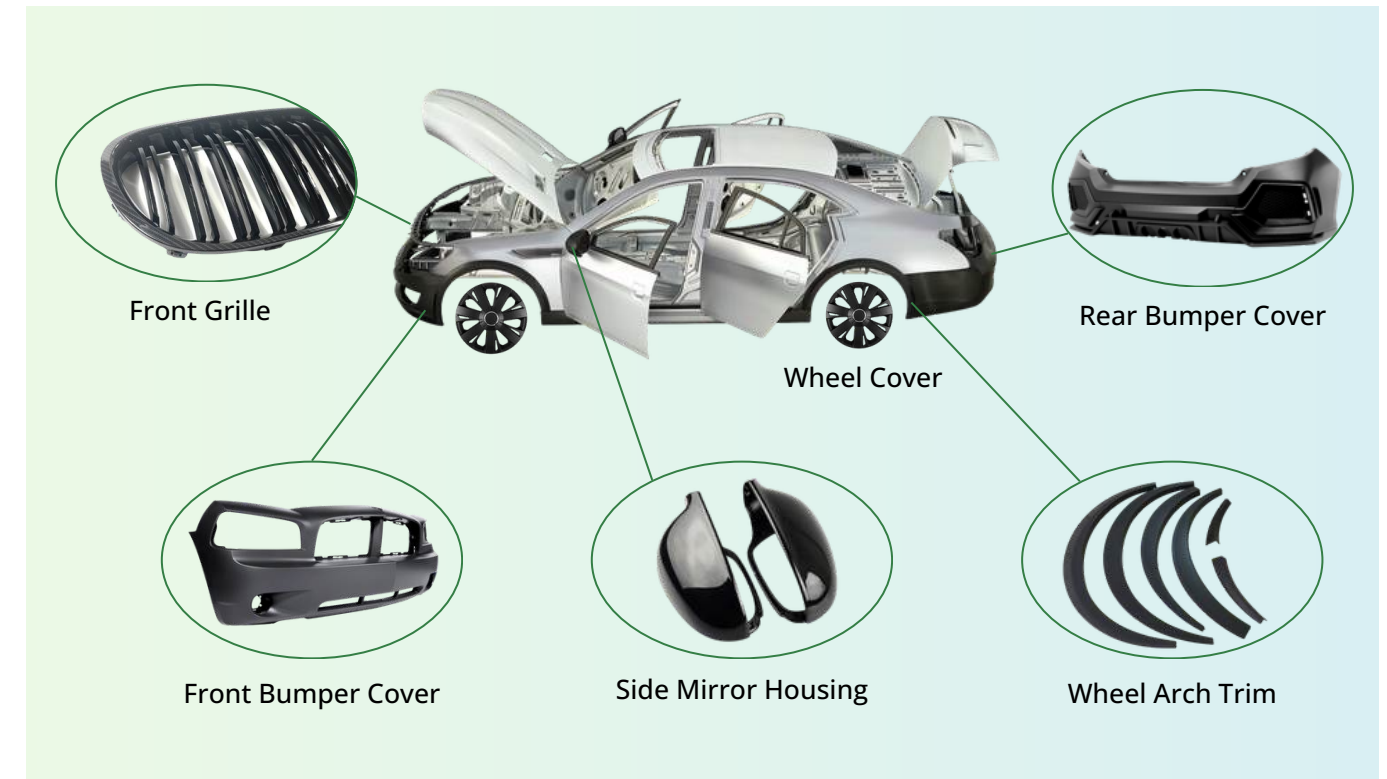 Front Grille
Rear Bumper Cover
Wheel Cover
Front Bumper Cover
Side Mirror Housing
Wheel Arch Trim